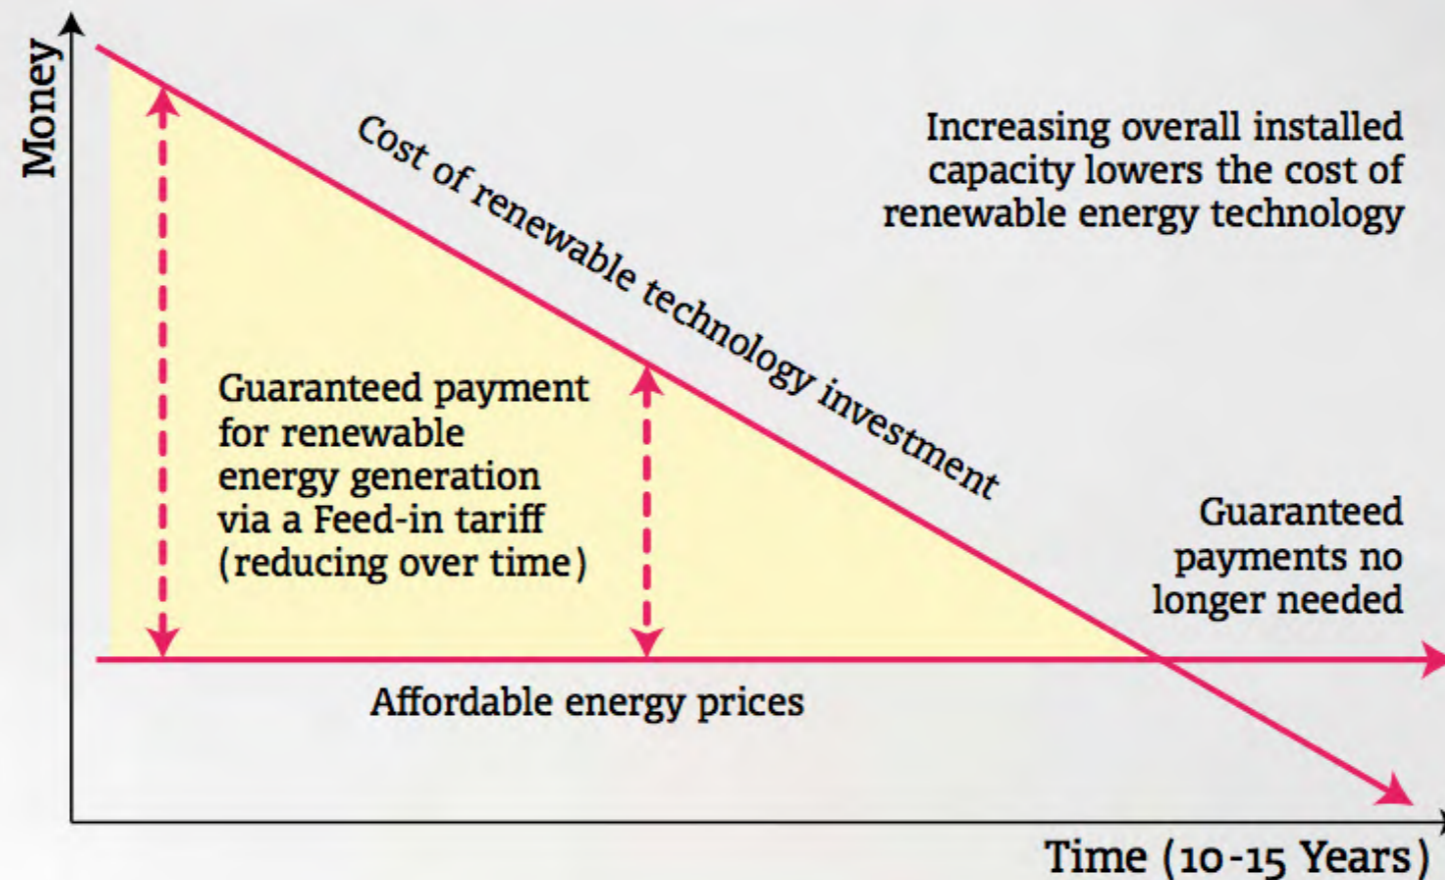 Money
Cost of renewable technology investment
Increasing overall installed
capacity lowers the cost of
renewable energy technology
Guaranteed payment
for renewable
energy generation
via a Feed-in tariff
(reducing over time)
Guaranteed
payments no
longer needed
Affordable energy prices
Time (10-15 Years)